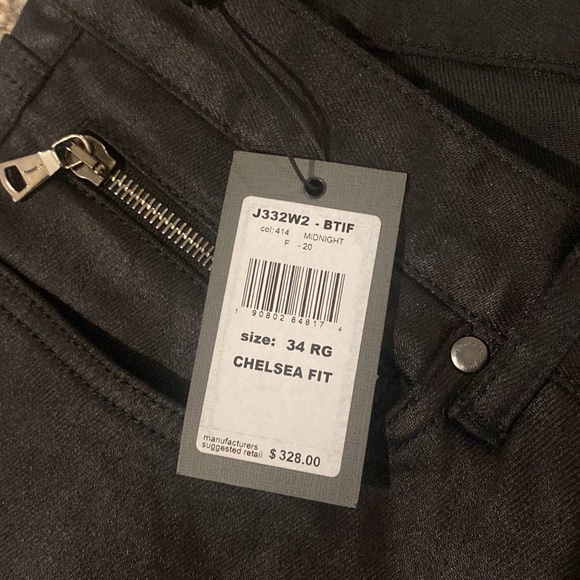 J332W2 - BTIF
col: 414 MIDNIGHT
F - 20
1 90802 84817 4
size: 34 RG
CHELSEA FIT
manufacturers
suggested retail $328.00